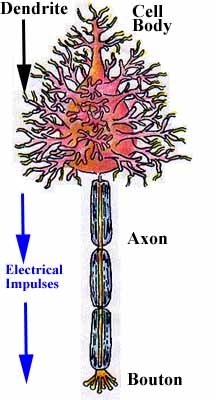 Dendrite
Cell
Body
Axon
Electrical
Impulses
Bouton